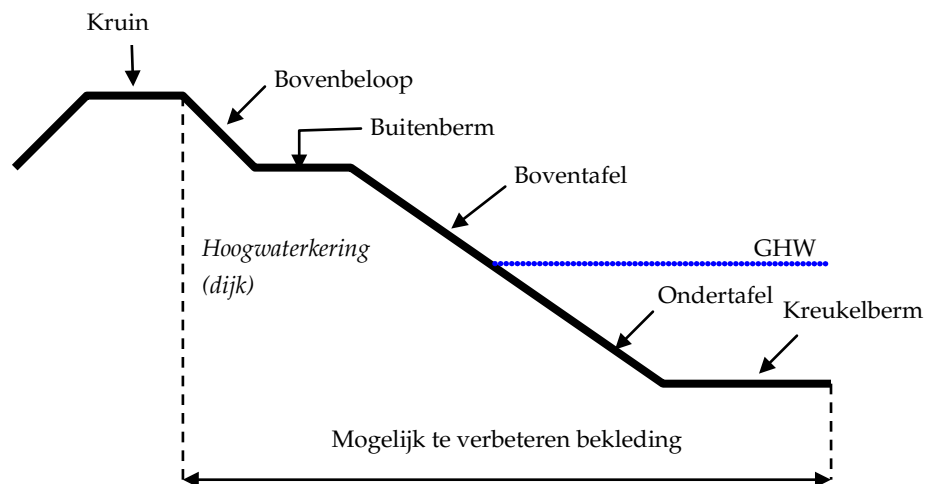 Kruin
Bovenbeloop
Buitenberm
Boventafel
Hoogwaterkering
(dijk)
GHW
Ondertafel
Kreukelberm
Mogelijk te verbeteren bekleding